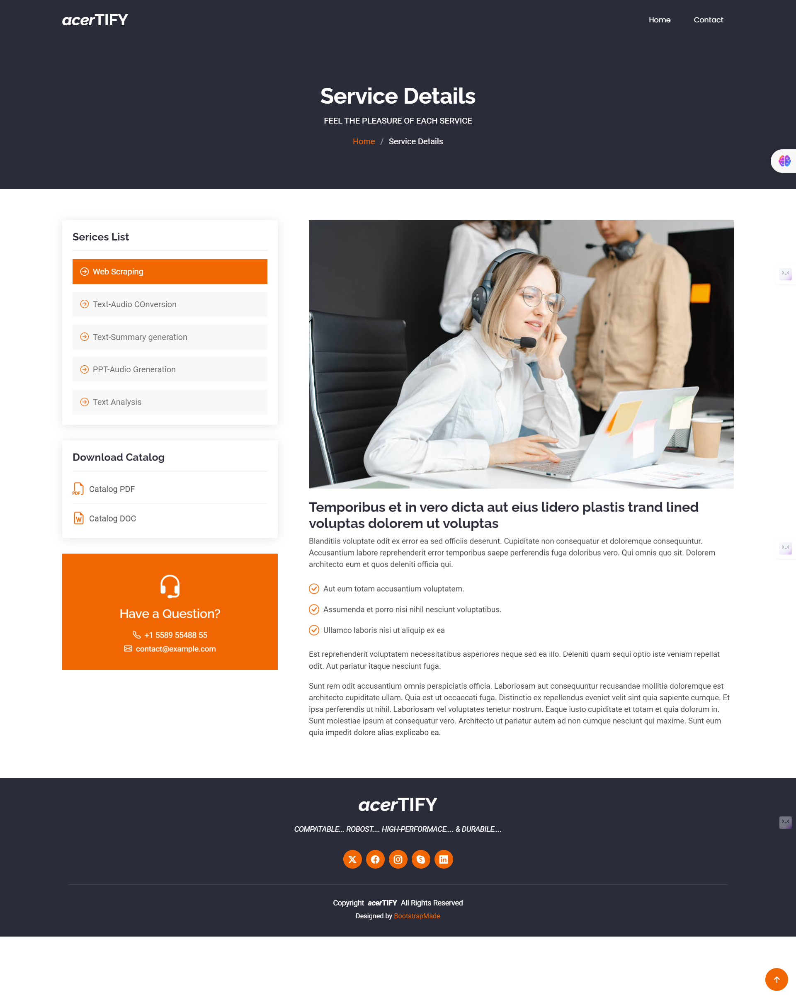 acerTIFY
Home
Contact
Service Details
FEEL THE PLEASURE OF EACH SERVICE
Home / Service Details
Serices List
Web Scraping
Text-Audio COnversion
Text-Summary generation
PPT-Audio Greneration
Text Analysis
Download Catalog
PDF Catalog PDF
W Catalog DOC
Have a Question?
+1 5589 55488 55
contact@example.com
Temporibus et in vero dicta aut eius lidero plastis trand lined
voluptas dolorem ut voluptas
Blanditiis voluptate odit ex error ea sed officiis deserunt. Cupiditate non consequatur et doloremque consequuntur.
Accusantium labore reprehenderit error temporibus saepe perferendis fuga doloribus vero. Qui omnis quo sit. Dolorem
architecto eum et quos deleniti officia qui.
Aut eum totam accusantium voluptatem.
Assumenda et porro nisi nihil nesciunt voluptatibus.
Ullamco laboris nisi ut aliquip ex ea
Est reprehenderit voluptatem necessitatibus asperiores neque sed ea illo. Deleniti quam sequi optio iste veniam repellat
odit. Aut pariatur itaque nesciunt fuga.
Sunt rem odit accusantium omnis perspiciatis officia. Laboriosam aut consequuntur recusandae mollitia doloremque est
architecto cupiditate ullam. Quia est ut occaecati fuga. Distinctio ex repellendus eveniet velit sint quia sapiente cumque. Et
ipsa perferendis ut nihil. Laboriosam vel voluptates tenetur nostrum. Eaque iusto cupiditate et totam et quia dolorum in.
Sunt molestiae ipsum at consequatur vero. Architecto ut pariatur autem ad non cumque nesciunt qui maxime. Sunt eum
quia impedit dolore alias explicabo ea.
acerTIFY
COMPATABLE... ROBOST.... HIGH-PERFORMACE.... & DURABILE....
Copyright acerTIFY All Rights Reserved
Designed by BootstrapMade